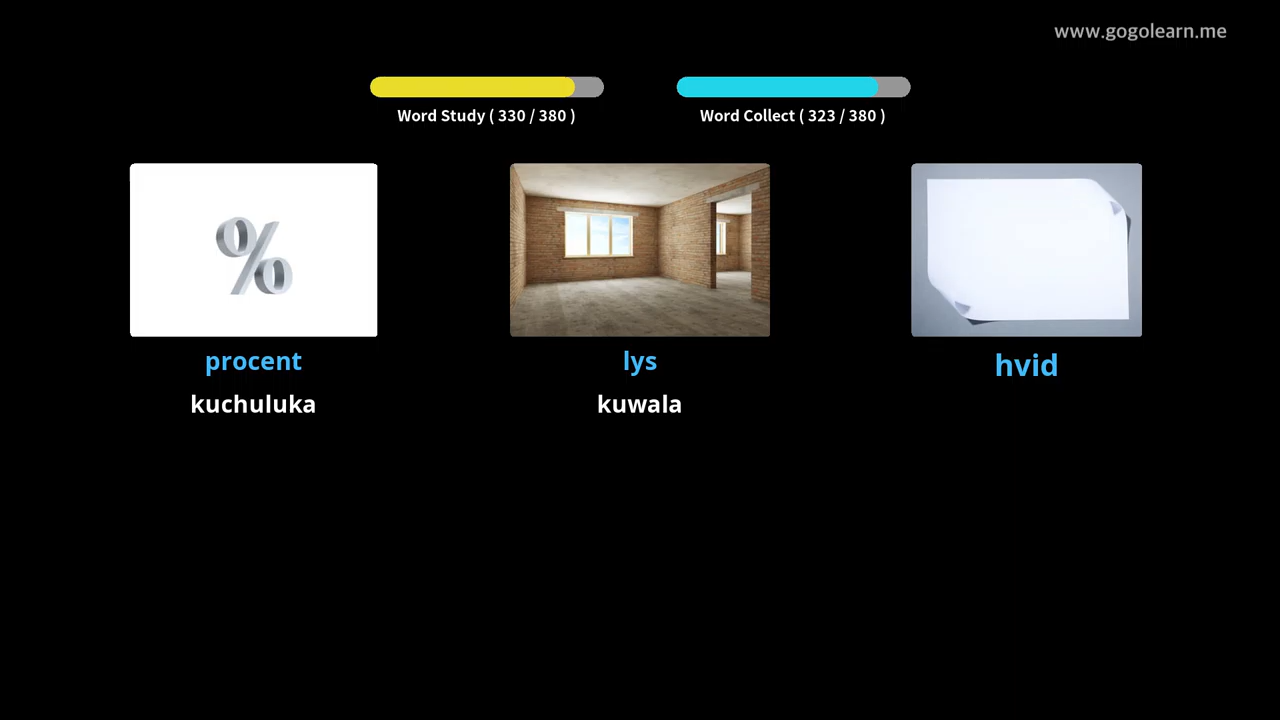 www.gogolearn.me
Word Study ( 330 / 380 )
Word Collect ( 323 / 380 )
%
procent
lys
hvid
kuchuluka
kuwala